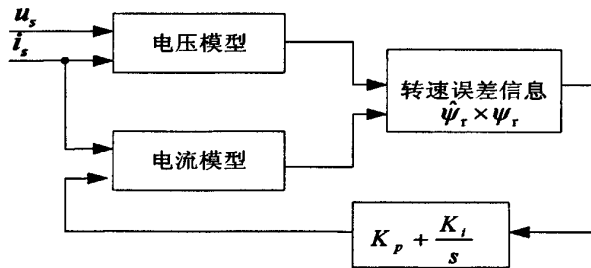 u_s
i_s
电压模型
电流模型
转速误差信息
ψ̂_r × ψ_r
K_p + K_i/s